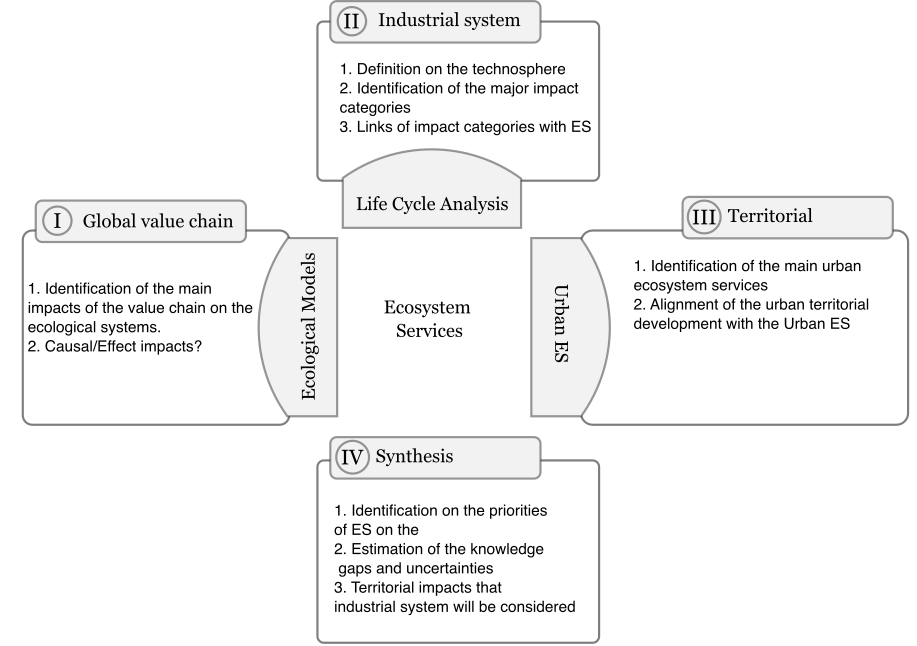 II Industrial system
1. Definition on the technosphere
2. Identification of the major impact
categories
3. Links of impact categories with ES
Life Cycle Analysis
I Global value chain
1. Identification of the main
impacts of the value chain on the
ecological systems.
2. Causal/Effect impacts?
Ecological Models
Ecosystem
Services
Urban ES
III Territorial
1. Identification of the main urban
ecosystem services
2. Alignment of the urban territorial
development with the Urban ES
IV Synthesis
1. Identification on the priorities
of ES on the
2. Estimation of the knowledge
gaps and uncertainties
3. Territorial impacts that
industrial system will be considered